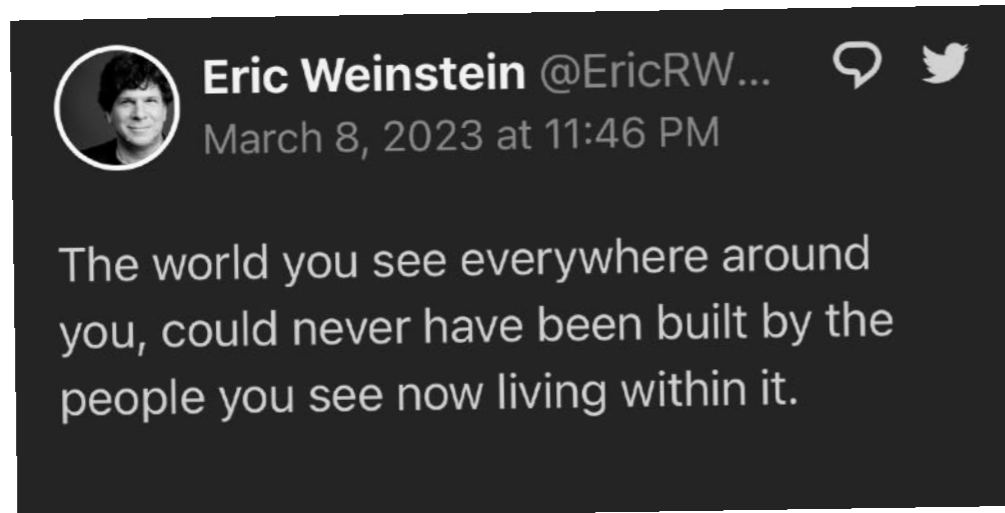 Eric Weinstein @EricRW...
March 8, 2023 at 11:46 PM
The world you see everywhere around
you, could never have been built by the
people you see now living within it.